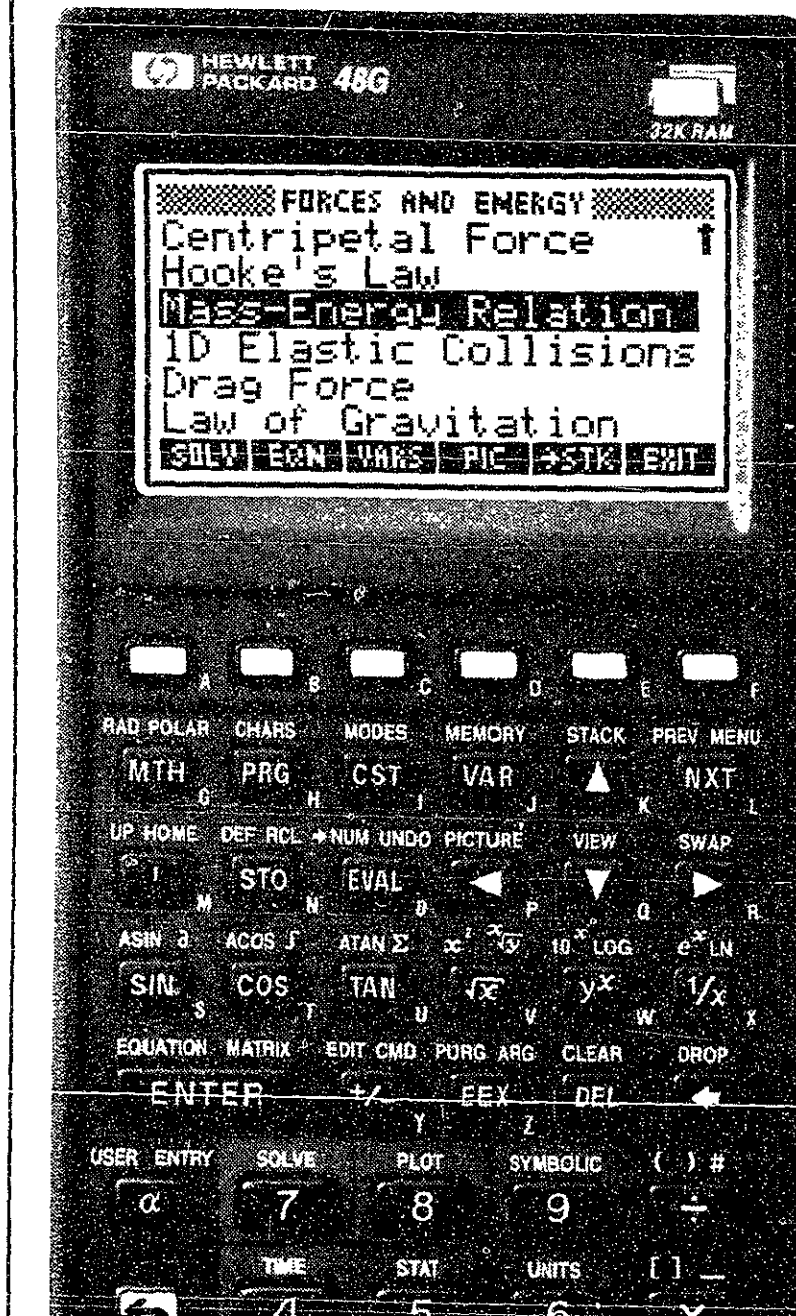 hp HEWLETT
PACKARD 48G
32K RAM
FORCES AND ENERGY
Centripetal Force
Hooke's Law
Mass-Energy Relation
1D Elastic Collisions
Drag Force
Law of Gravitation
SOLV EQN VARS PIC →STK EXIT
A B C D E F
RAD POLAR CHARS MODES MEMORY STACK PREV MENU
MTH G PRG H CST I VAR J ▲ K NXT L
UP HOME DEF RCL →NUM UNDO PICTURE VIEW SWAP
' M STO N EVAL O ◀ P ▼ Q ▶ R
ASIN ∂ ACOS ∫ ATAN Σ x² ˣ√y 10ˣ LOG eˣ LN
SIN S COS T TAN U √x V yˣ W 1/x X
EQUATION MATRIX EDIT CMD PURG ARG CLEAR DROP
ENTER +/- Y EEX Z DEL
USER ENTRY SOLVE PLOT SYMBOLIC ( ) #
α 7 8 9 ÷
TIME STAT UNITS [ ] _
4 5 6 ×